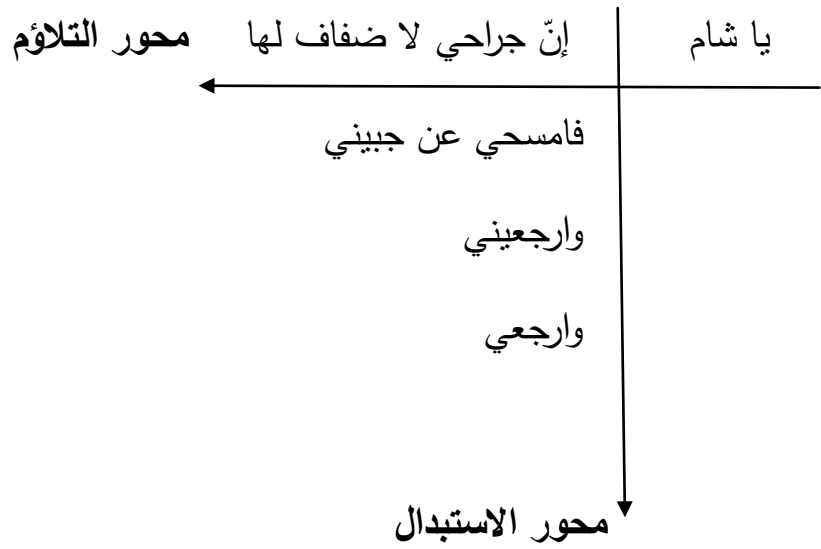 يا شام إنّ جراحي لا ضفاف لها محور التلاؤم
فامسحي عن جبيني
وارجعيني
وارجعي
محور الاستبدال